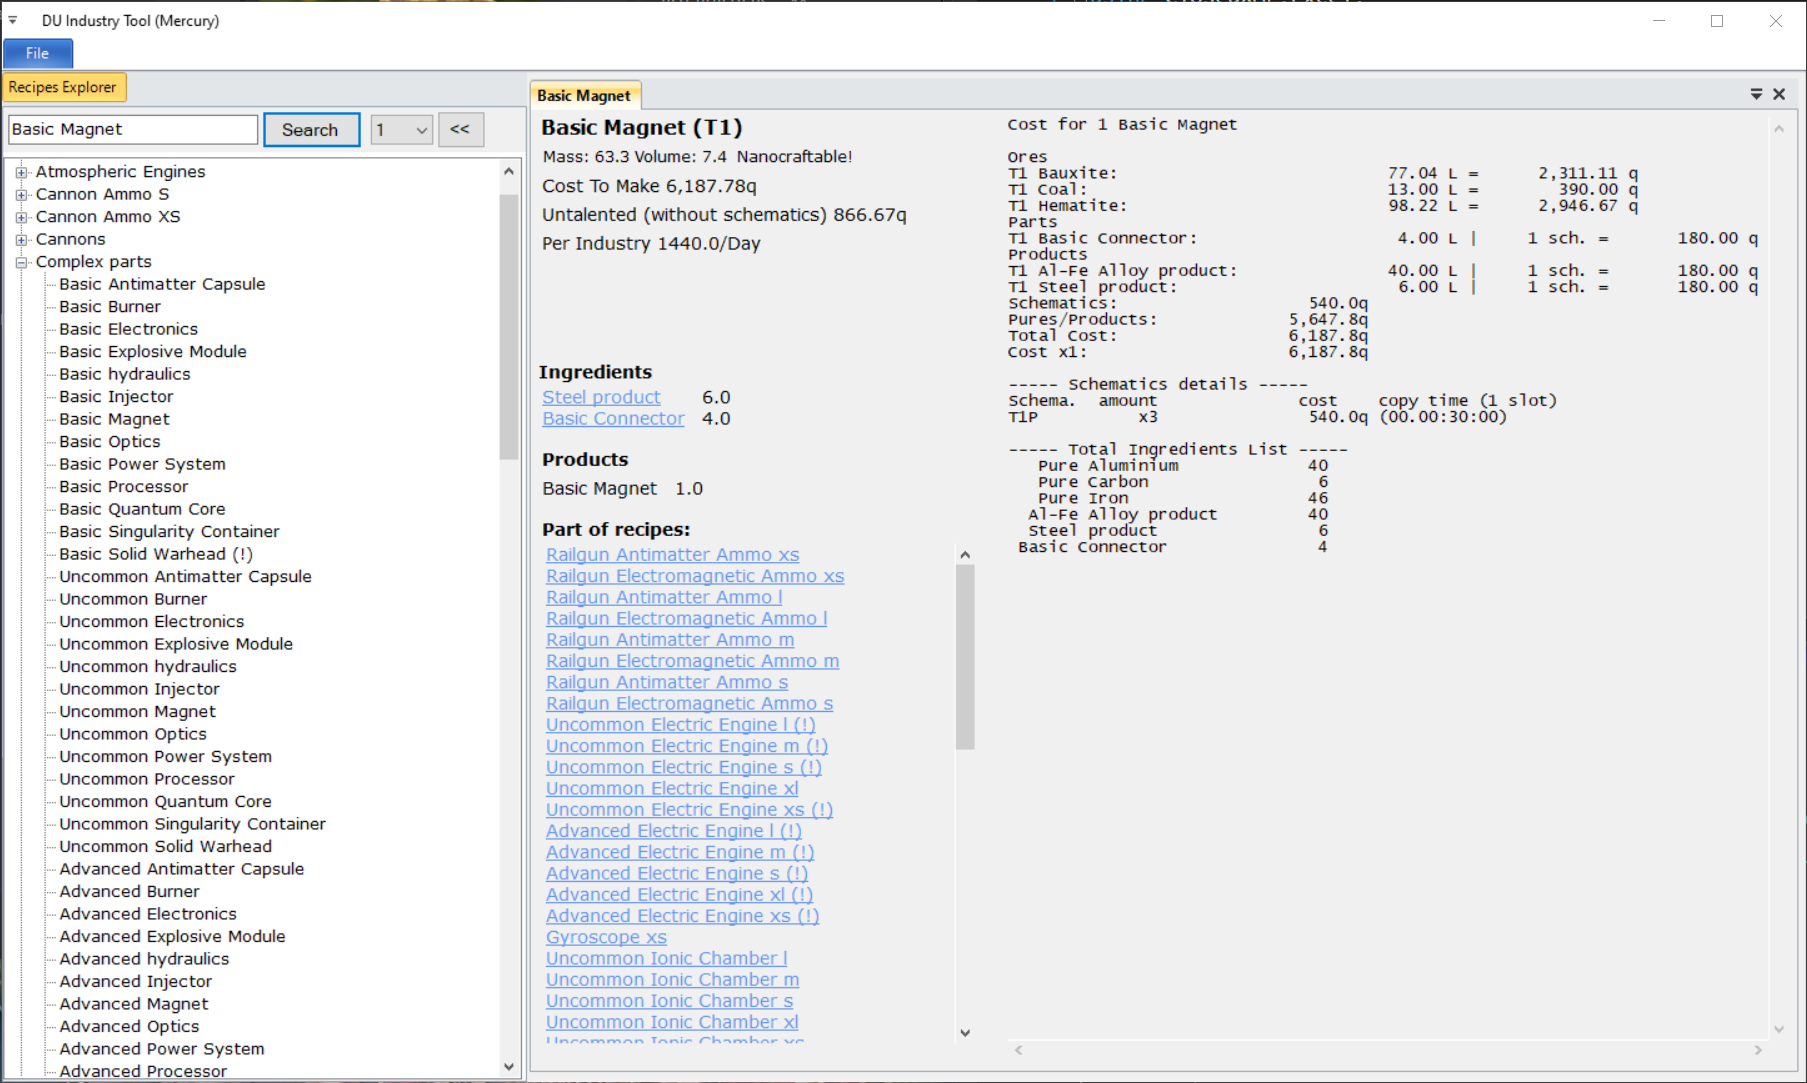 DU Industry Tool (Mercury)
File
Recipes Explorer
Basic Magnet
Search
1
<<
Atmospheric Engines
Cannon Ammo S
Cannon Ammo XS
Cannons
Complex parts
Basic Antimatter Capsule
Basic Burner
Basic Electronics
Basic Explosive Module
Basic hydraulics
Basic Injector
Basic Magnet
Basic Optics
Basic Power System
Basic Processor
Basic Quantum Core
Basic Singularity Container
Basic Solid Warhead (!)
Uncommon Antimatter Capsule
Uncommon Burner
Uncommon Electronics
Uncommon Explosive Module
Uncommon hydraulics
Uncommon Injector
Uncommon Magnet
Uncommon Optics
Uncommon Power System
Uncommon Processor
Uncommon Quantum Core
Uncommon Singularity Container
Uncommon Solid Warhead
Advanced Antimatter Capsule
Advanced Burner
Advanced Electronics
Advanced Explosive Module
Advanced hydraulics
Advanced Injector
Advanced Magnet
Advanced Optics
Advanced Power System
Advanced Processor
Basic Magnet
Basic Magnet (T1)
Mass: 63.3 Volume: 7.4 Nanocraftable!
Cost To Make 6,187.78q
Untalented (without schematics) 866.67q
Per Industry 1440.0/Day
Ingredients
Steel product 6.0
Basic Connector 4.0
Products
Basic Magnet 1.0
Part of recipes:
Railgun Antimatter Ammo xs
Railgun Electromagnetic Ammo xs
Railgun Antimatter Ammo l
Railgun Electromagnetic Ammo l
Railgun Antimatter Ammo m
Railgun Electromagnetic Ammo m
Railgun Antimatter Ammo s
Railgun Electromagnetic Ammo s
Uncommon Electric Engine l (!)
Uncommon Electric Engine m (!)
Uncommon Electric Engine s (!)
Uncommon Electric Engine xl
Uncommon Electric Engine xs (!)
Advanced Electric Engine l (!)
Advanced Electric Engine m (!)
Advanced Electric Engine s (!)
Advanced Electric Engine xl (!)
Advanced Electric Engine xs (!)
Gyroscope xs
Uncommon Ionic Chamber l
Uncommon Ionic Chamber m
Uncommon Ionic Chamber s
Uncommon Ionic Chamber xl
Uncommon Ionic Chamber xs
Cost for 1 Basic Magnet
Ores
T1 Bauxite: 77.04 L = 2,311.11 q
T1 Coal: 13.00 L = 390.00 q
T1 Hematite: 98.22 L = 2,946.67 q
Parts
T1 Basic Connector: 4.00 L | 1 sch. = 180.00 q
Products
T1 Al-Fe Alloy product: 40.00 L | 1 sch. = 180.00 q
T1 Steel product: 6.00 L | 1 sch. = 180.00 q
Schematics: 540.0q
Pures/Products: 5,647.8q
Total Cost: 6,187.8q
Cost x1: 6,187.8q
----- Schematics details -----
Schema. amount cost copy time (1 slot)
T1P x3 540.0q (00.00:30:00)
----- Total Ingredients List -----
Pure Aluminium 40
Pure Carbon 6
Pure Iron 46
Al-Fe Alloy product 40
Steel product 6
Basic Connector 4